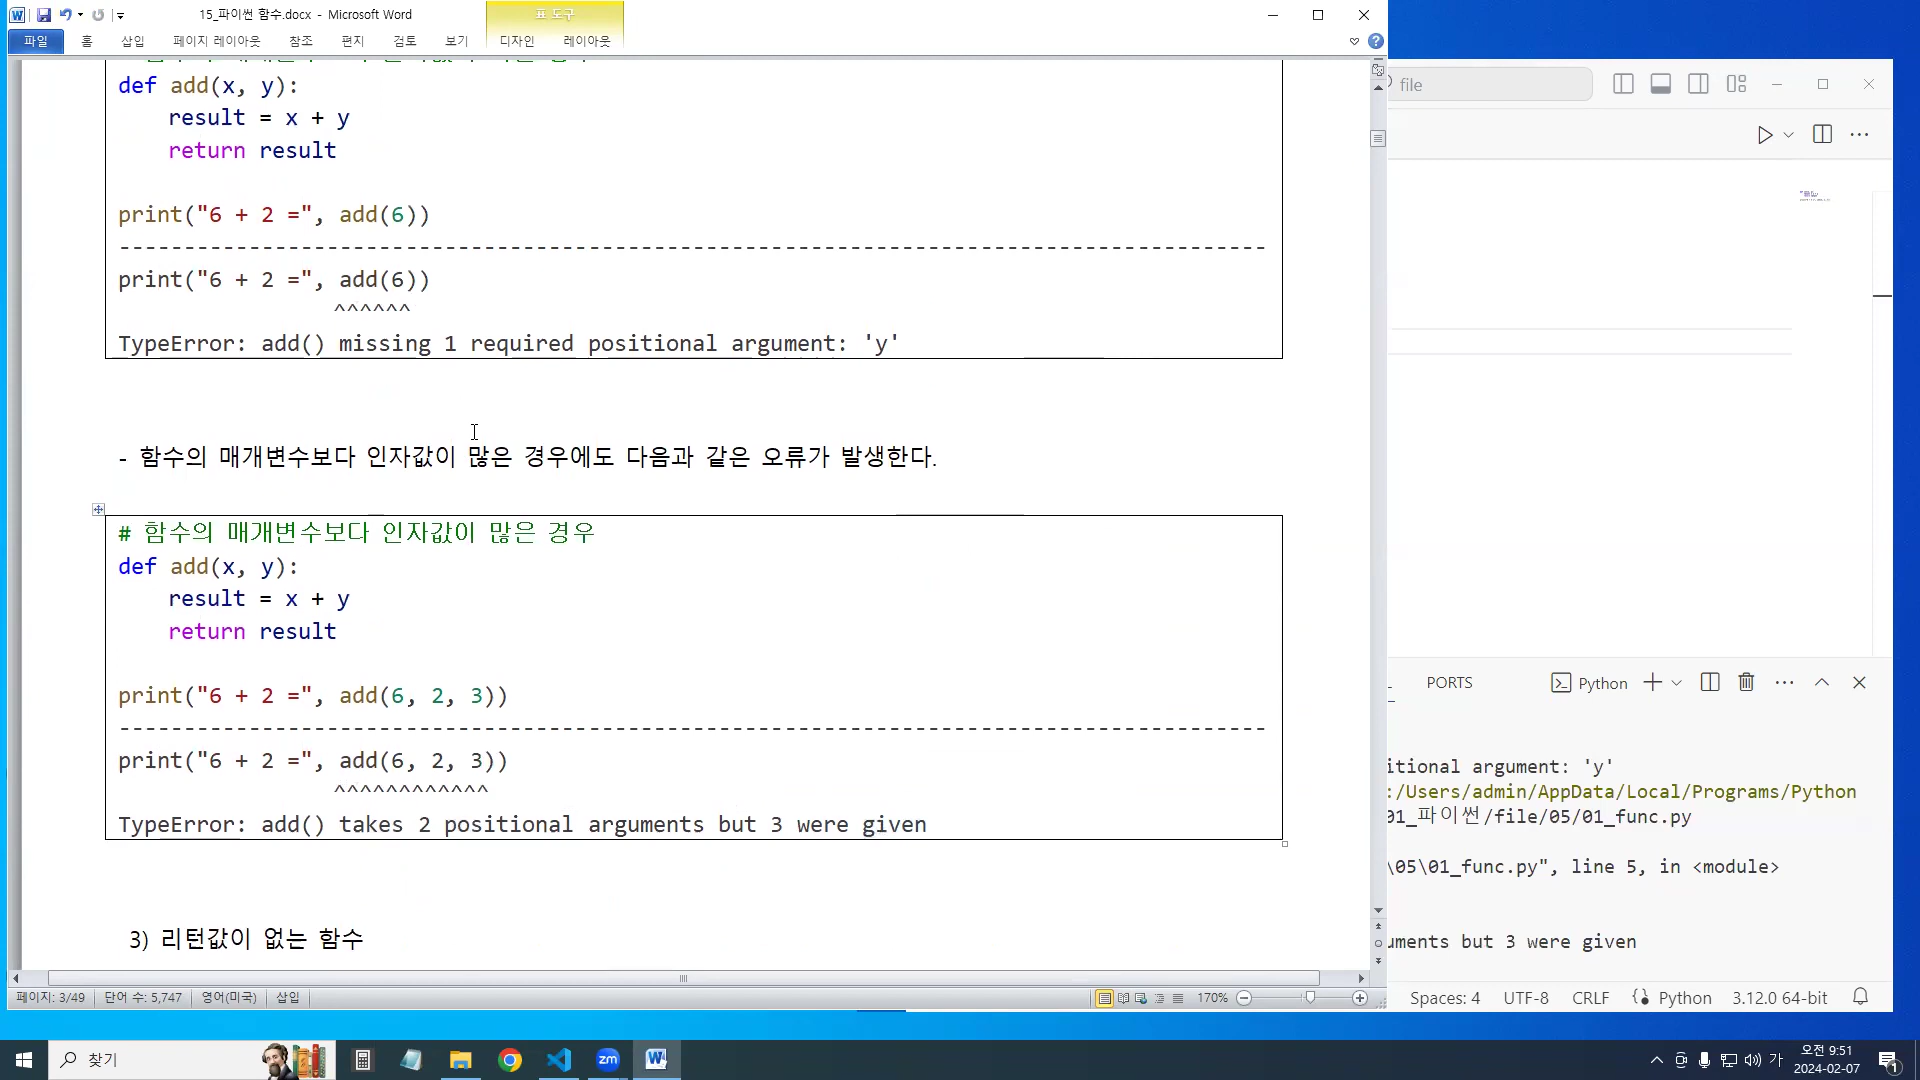 15_파이썬 함수.docx - Microsoft Word
표 도구
파일 홈 삽입 페이지 레이아웃 참조 편지 검토 보기 디자인 레이아웃
def add(x, y):
result = x + y
return result
print("6 + 2 =", add(6))
-----------------------------------------------------------------------------------------
print("6 + 2 =", add(6))
^^^^^^
TypeError: add() missing 1 required positional argument: 'y'
- 함수의 매개변수보다 인자값이 많은 경우에도 다음과 같은 오류가 발생한다.
# 함수의 매개변수보다 인자값이 많은 경우
def add(x, y):
result = x + y
return result
print("6 + 2 =", add(6, 2, 3))
-----------------------------------------------------------------------------------------
print("6 + 2 =", add(6, 2, 3))
^^^^^^^^^^^^
TypeError: add() takes 2 positional arguments but 3 were given
3) 리턴값이 없는 함수
페이지: 3/49 단어 수: 5,747 영어(미국) 삽입 170%
file
PORTS Python
itional argument: 'y'
:/Users/admin/AppData/Local/Programs/Python
01_파이썬/file/05/01_func.py
\05\01_func.py", line 5, in <module>
uments but 3 were given
Spaces: 4 UTF-8 CRLF Python 3.12.0 64-bit
찾기
zm
가
오전 9:51
2024-02-07
1